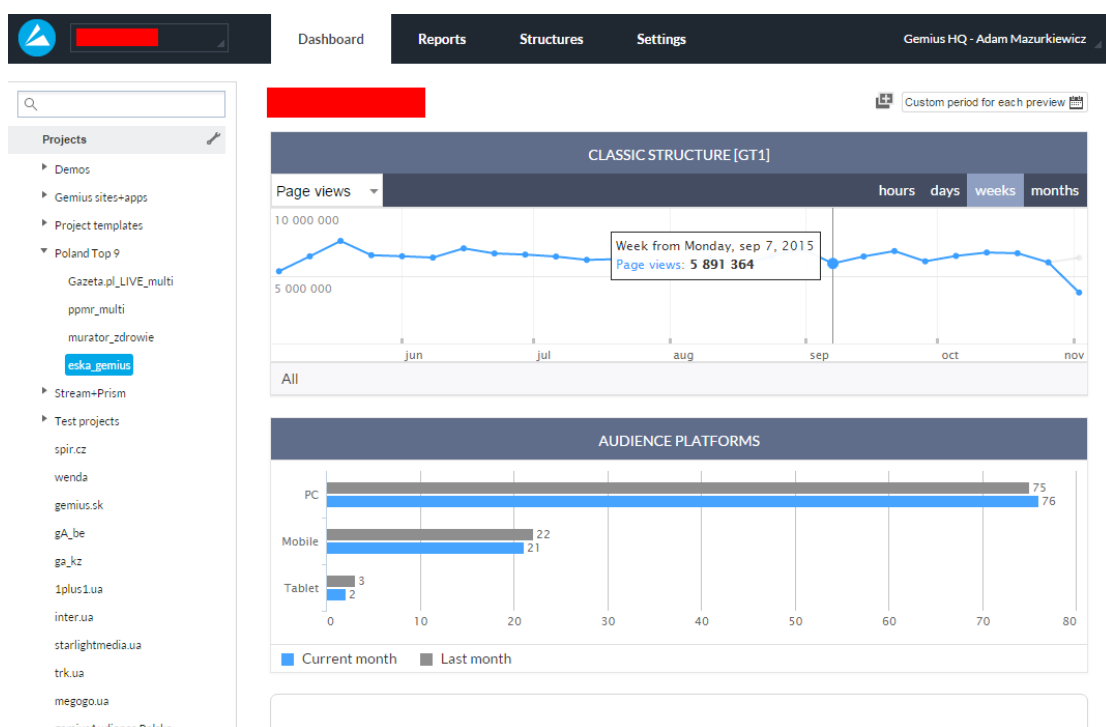 Dashboard Reports Structures Settings Gemius HQ - Adam Mazurkiewicz
Custom period for each preview
Projects
Demos
Gemius sites+apps
Project templates
Poland Top 9
Gazeta.pl_LIVE_multi
ppmr_multi
murator_zdrowie
eska_gemius
Stream+Prism
Test projects
spir.cz
wenda
gemius.sk
gA_be
ga_kz
1plus1.ua
inter.ua
starlightmedia.ua
trk.ua
megogo.ua
CLASSIC STRUCTURE [GT1]
Page views hours days weeks months
10 000 000
Week from Monday, sep 7, 2015
Page views: 5 891 364
5 000 000
jun jul aug sep oct nov
All
AUDIENCE PLATFORMS
PC 75
76
Mobile 22
21
Tablet 3
2
0 10 20 30 40 50 60 70 80
Current month Last month